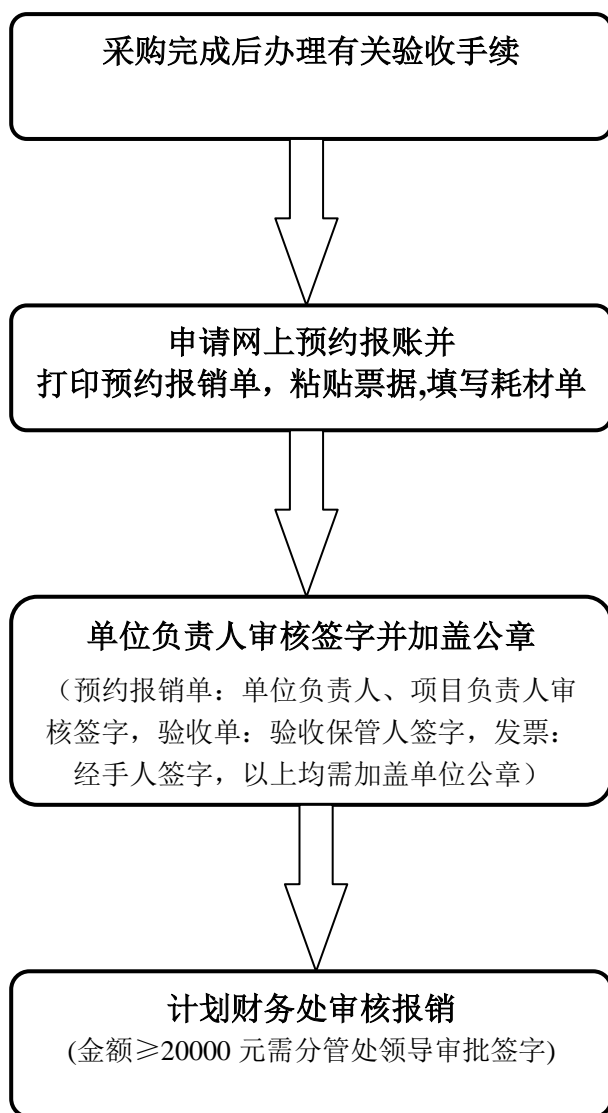 采购完成后办理有关验收手续
申请网上预约报账并
打印预约报销单，粘贴票据,填写耗材单
单位负责人审核签字并加盖公章
（预约报销单：单位负责人、项目负责人审
核签字，验收单：验收保管人签字，发票：
经手人签字，以上均需加盖单位公章）
计划财务处审核报销
(金额≥20000 元需分管处领导审批签字)